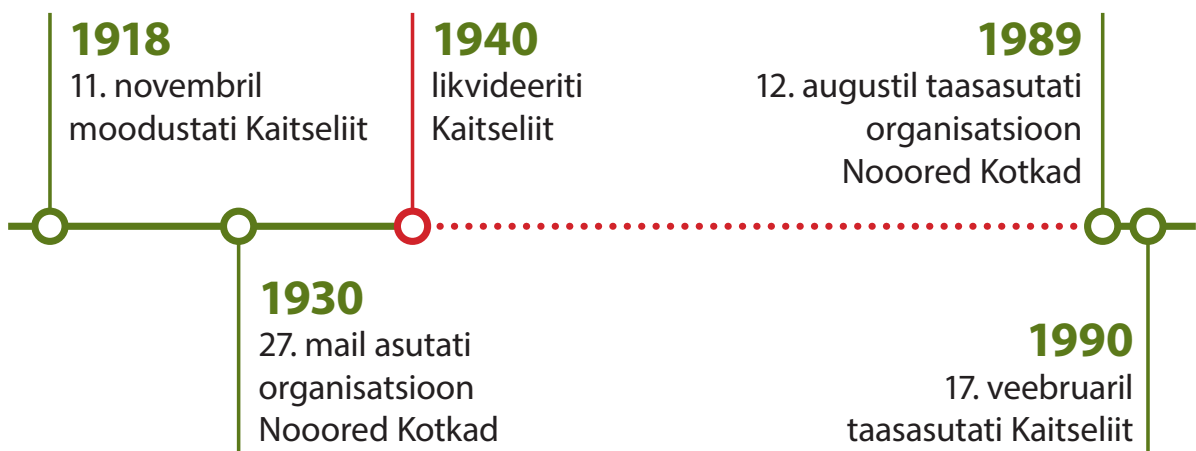 1918
11. novembril
moodustati Kaitseliit
1940
likvideeriti
Kaitseliit
1989
12. augustil taasasutati
organisatsioon
Nooored Kotkad
1930
27. mail asutati
organisatsioon
Nooored Kotkad
1990
17. veebruaril
taasasutati Kaitseliit